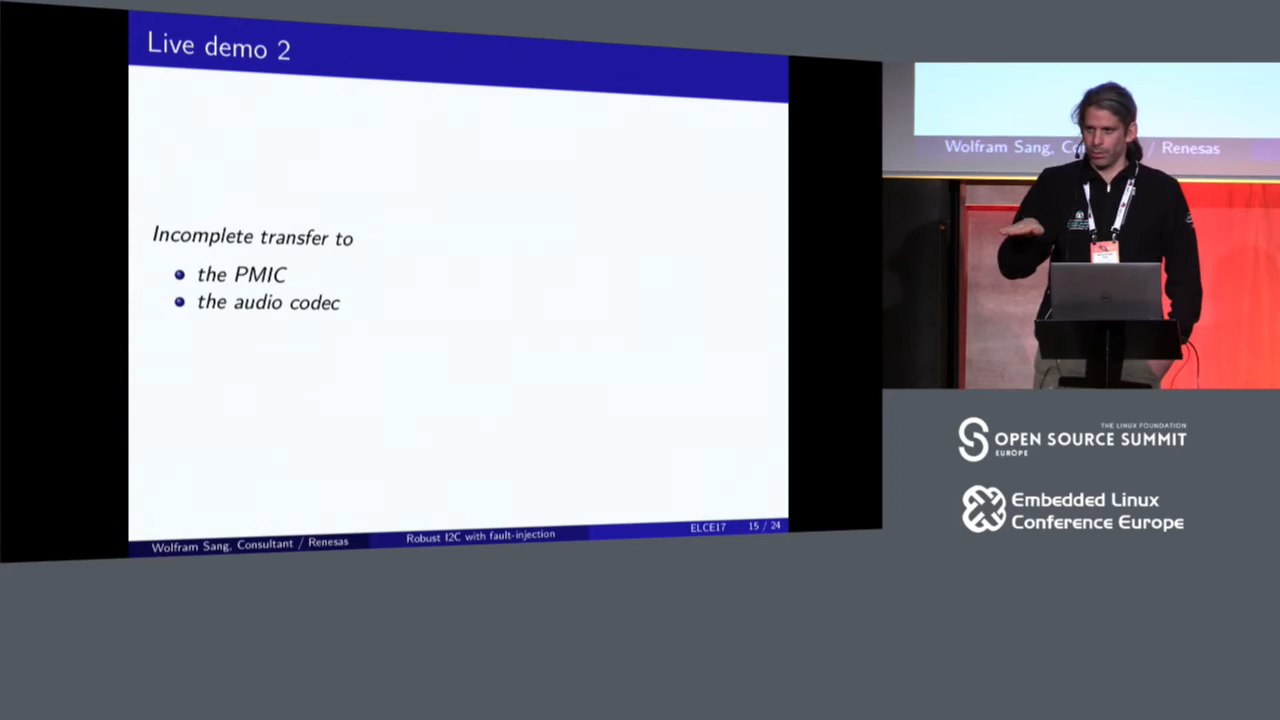 Live demo 2
Incomplete transfer to
the PMIC
the audio codec
Wolfram Sang, Consultant / Renesas
Robust I2C with fault-injection
ELCE17
15 / 24
Wolfram Sang, Co / Renesas
THE LINUX FOUNDATION
OPEN SOURCE SUMMIT
EUROPE
Embedded Linux
Conference Europe